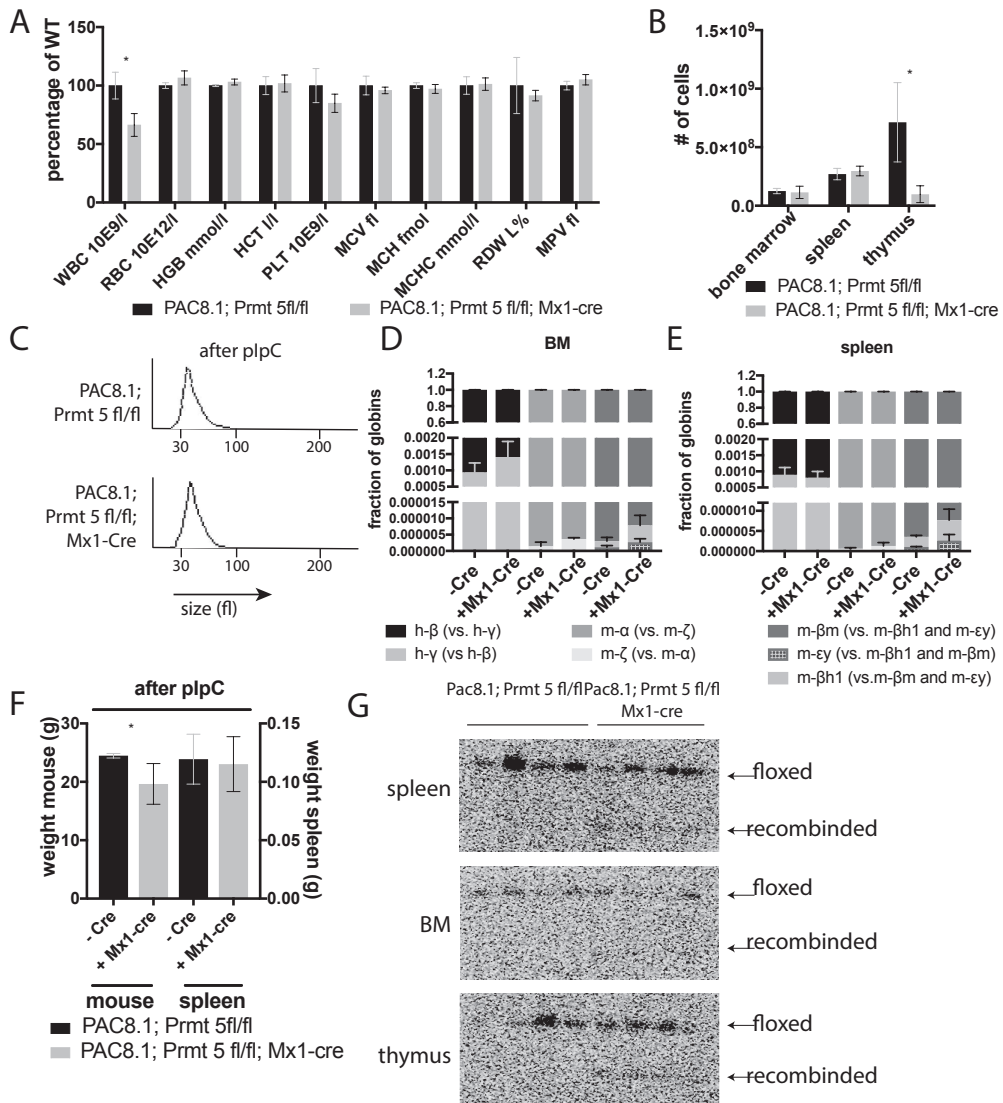 A
percentage of WT
150
100
50
0
*
WBC 10E9/l
RBC 10E12/l
HGB mmol/l
HCT l/l
PLT 10E9/l
MCV fl
MCH fmol
MCHC mmol/l
RDW L%
MPV fl
PAC8.1; Prmt 5fl/fl
PAC8.1; Prmt 5 fl/fl; Mx1-cre
B
# of cells
1.5×10⁹
1.0×10⁹
5.0×10⁸
0.0
*
bone marrow
spleen
thymus
PAC8.1; Prmt 5fl/fl
PAC8.1; Prmt 5 fl/fl; Mx1-cre
C
after pIpC
PAC8.1;
Prmt 5 fl/fl
30 100 200
PAC8.1;
Prmt 5 fl/fl;
Mx1-Cre
30 100 200
size (fl)
D
BM
fraction of globins
1.2
1.0
0.8
0.6
0.0020
0.0015
0.0010
0.0005
0.000015
0.000010
0.000005
0.000000
-Cre
+Mx1-Cre
-Cre
+Mx1-Cre
-Cre
+Mx1-Cre
h-β (vs. h-γ)
h-γ (vs h-β)
m-α (vs. m-ζ)
m-ζ (vs. m-α)
E
spleen
fraction of globins
1.2
1.0
0.8
0.6
0.0020
0.0015
0.0010
0.0005
0.000015
0.000010
0.000005
0.000000
-Cre
+Mx1-Cre
-Cre
+Mx1-Cre
-Cre
+Mx1-Cre
m-βm (vs. m-βh1 and m-εy)
m-εy (vs. m-βh1 and m-βm)
m-βh1 (vs.m-βm and m-εy)
F
after pIpC
weight mouse (g)
30
20
10
0
*
0.15
0.10
0.05
0.00
weight spleen (g)
- Cre
+ Mx1-cre
- Cre
+ Mx1-cre
mouse
spleen
PAC8.1; Prmt 5fl/fl
PAC8.1; Prmt 5 fl/fl; Mx1-cre
G
Pac8.1; Prmt 5 fl/fl
Pac8.1; Prmt 5 fl/fl
Mx1-cre
spleen
floxed
recombinded
BM
floxed
recombinded
thymus
floxed
recombinded